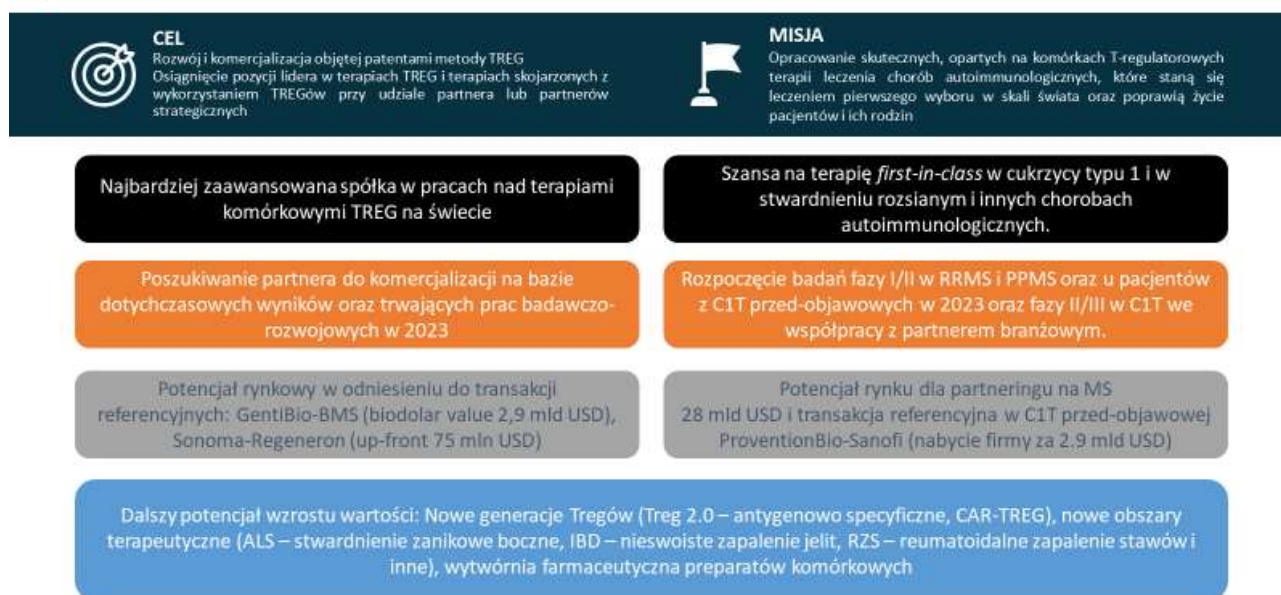 CEL
Rozwój i komercjalizacja objętej patentami metody TREG
Osiągnięcie pozycji lidera w terapiach TREG i terapiach skojarzonych z
wykorzystaniem TREGów przy udziale partnera lub partnerów
strategicznych
MISJA
Opracowanie skutecznych, opartych na komórkach T-regulatorowych
terapii leczenia chorób autoimmunologicznych, które staną się
leczeniem pierwszego wyboru w skali świata oraz poprawią życie
pacjentów i ich rodzin
Najbardziej zaawansowana spółka w pracach nad terapiami
komórkowymi TREG na świecie
Szansa na terapię first-in-class w cukrzycy typu 1 i w
stwardnieniu rozsianym i innych chorobach
autoimmunologicznych.
Poszukiwanie partnera do komercjalizacji na bazie
dotychczasowych wyników oraz trwających prac badawczo-
rozwojowych w 2023
Rozpoczęcie badań fazy I/II w RRMS i PPMS oraz u pacjentów
z C1T przed-objawowych w 2023 oraz fazy II/III w C1T we
współpracy z partnerem branżowym.
Potencjał rynkowy w odniesieniu do transakcji
referencyjnych: GentiBio-BMS (biodolar value 2,9 mld USD),
Sonoma-Regeneron (up-front 75 mln USD)
Potencjał rynku dla partneringu na MS
28 mld USD i transakcja referencyjna w C1T przed-objawowej
ProventionBio-Sanofi (nabycie firmy za 2.9 mld USD)
Dalszy potencjał wzrostu wartości: Nowe generacje Tregów (Treg 2.0 – antygenowo specyficzne, CAR-TREG), nowe obszary
terapeutyczne (ALS – stwardnienie zanikowe boczne, IBD – nieswoiste zapalenie jelit, RZS – reumatoidalne zapalenie stawów i
inne), wytwórnia farmaceutyczna preparatów komórkowych